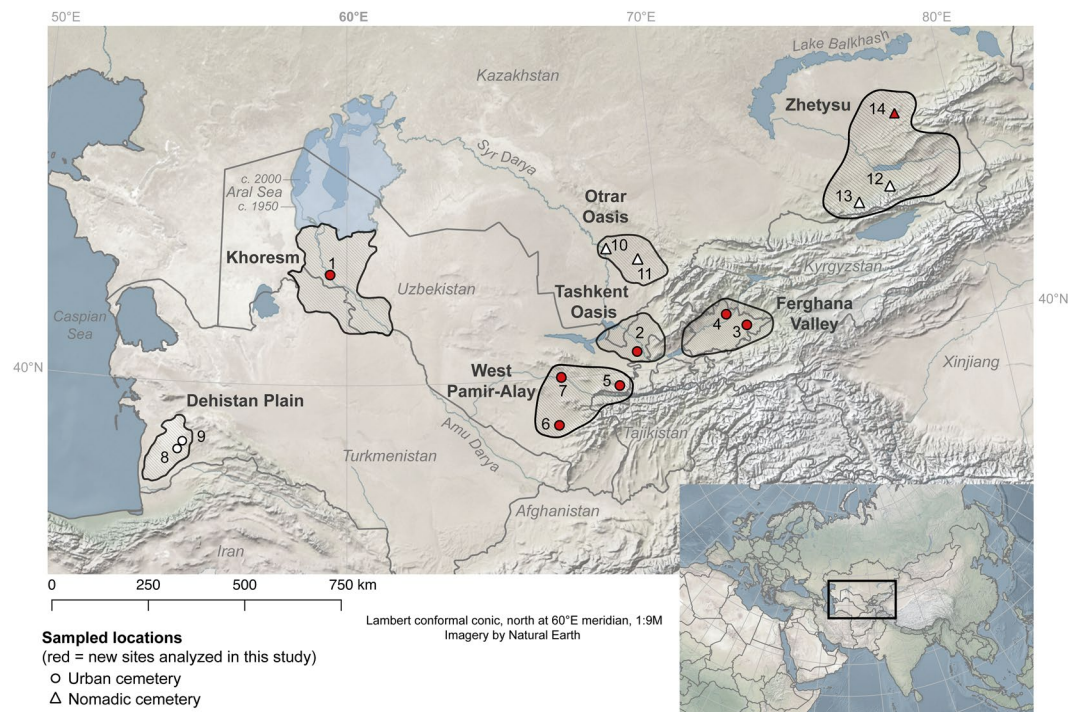 50°E
60°E
70°E
80°E
Lake Balkhash
Kazakhstan
Zhetysu
14
Syr Darya
c. 2000
Aral Sea
c. 1950
12
13
Otrar
Oasis
10
11
Khoresm
1
Uzbekistan
Kyrgyzstan
Tashkent
Oasis
2
Ferghana
Valley
4
3
40°N
Caspian
Sea
40°N
West
Pamir-Alay
5
7
6
Xinjiang
Dehistan Plain
9
8
Tajikistan
Amu Darya
Turkmenistan
Afghanistan
Iran
0 250 500 750 km
Lambert conformal conic, north at 60°E meridian, 1:9M
Imagery by Natural Earth
Sampled locations
(red = new sites analyzed in this study)
Urban cemetery
Nomadic cemetery